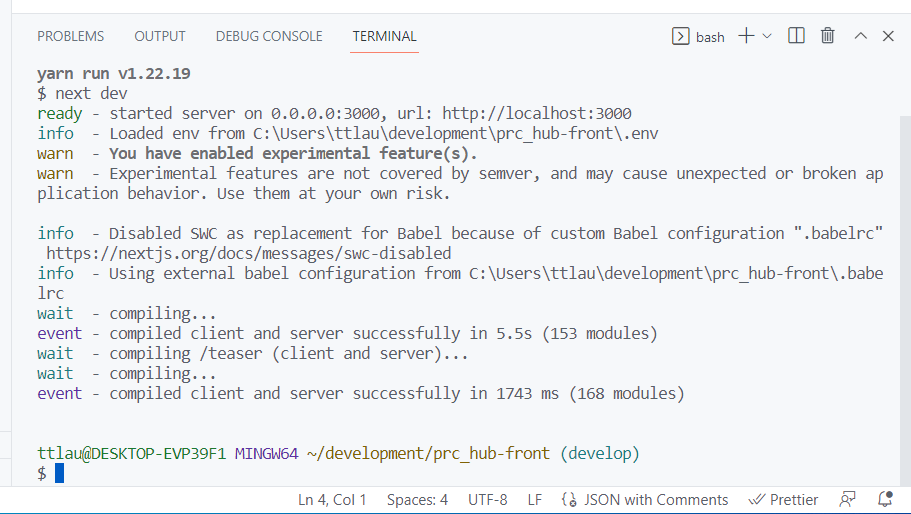 PROBLEMS OUTPUT DEBUG CONSOLE TERMINAL bash
yarn run v1.22.19
$ next dev
ready - started server on 0.0.0.0:3000, url: http://localhost:3000
info  - Loaded env from C:\Users\ttlau\development\prc_hub-front\.env
warn  - You have enabled experimental feature(s).
warn  - Experimental features are not covered by semver, and may cause unexpected or broken ap
plication behavior. Use them at your own risk.
info  - Disabled SWC as replacement for Babel because of custom Babel configuration ".babelrc"
 https://nextjs.org/docs/messages/swc-disabled
info  - Using external babel configuration from C:\Users\ttlau\development\prc_hub-front\.babe
lrc
wait  - compiling...
event - compiled client and server successfully in 5.5s (153 modules)
wait  - compiling /teaser (client and server)...
wait  - compiling...
event - compiled client and server successfully in 1743 ms (168 modules)
ttlau@DESKTOP-EVP39F1 MINGW64 ~/development/prc_hub-front (develop)
$
Ln 4, Col 1 Spaces: 4 UTF-8 LF JSON with Comments Prettier